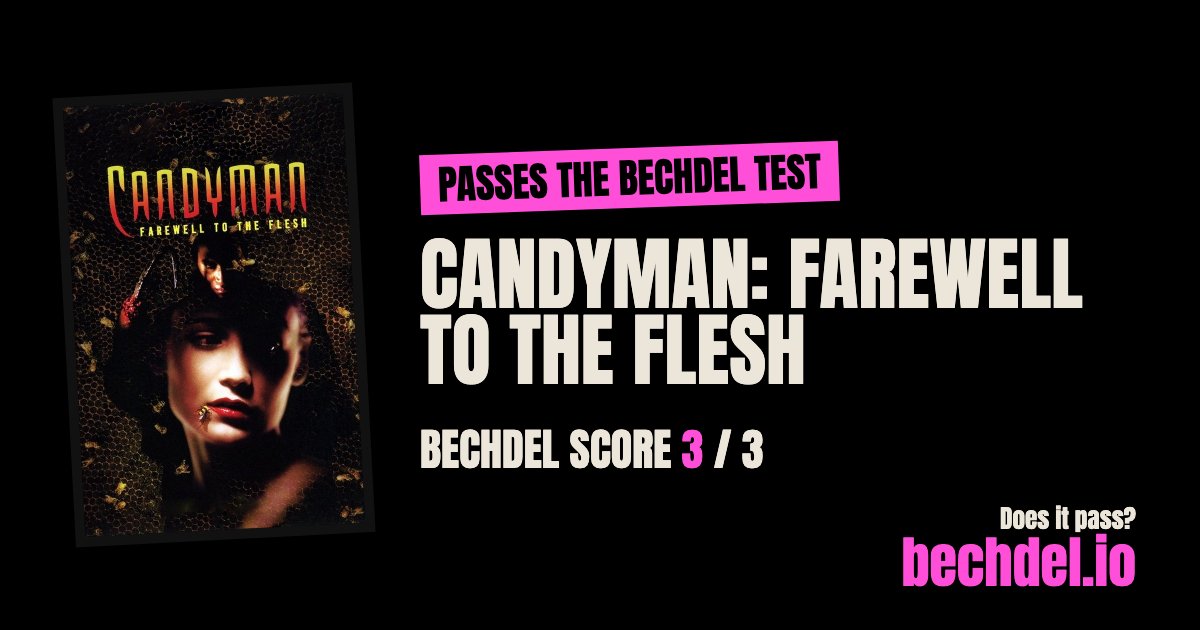 CANDYMAN
FAREWELL TO THE FLESH
PASSES THE BECHDEL TEST
CANDYMAN: FAREWELL
TO THE FLESH
BECHDEL SCORE 3 / 3
Does it pass?
bechdel.io